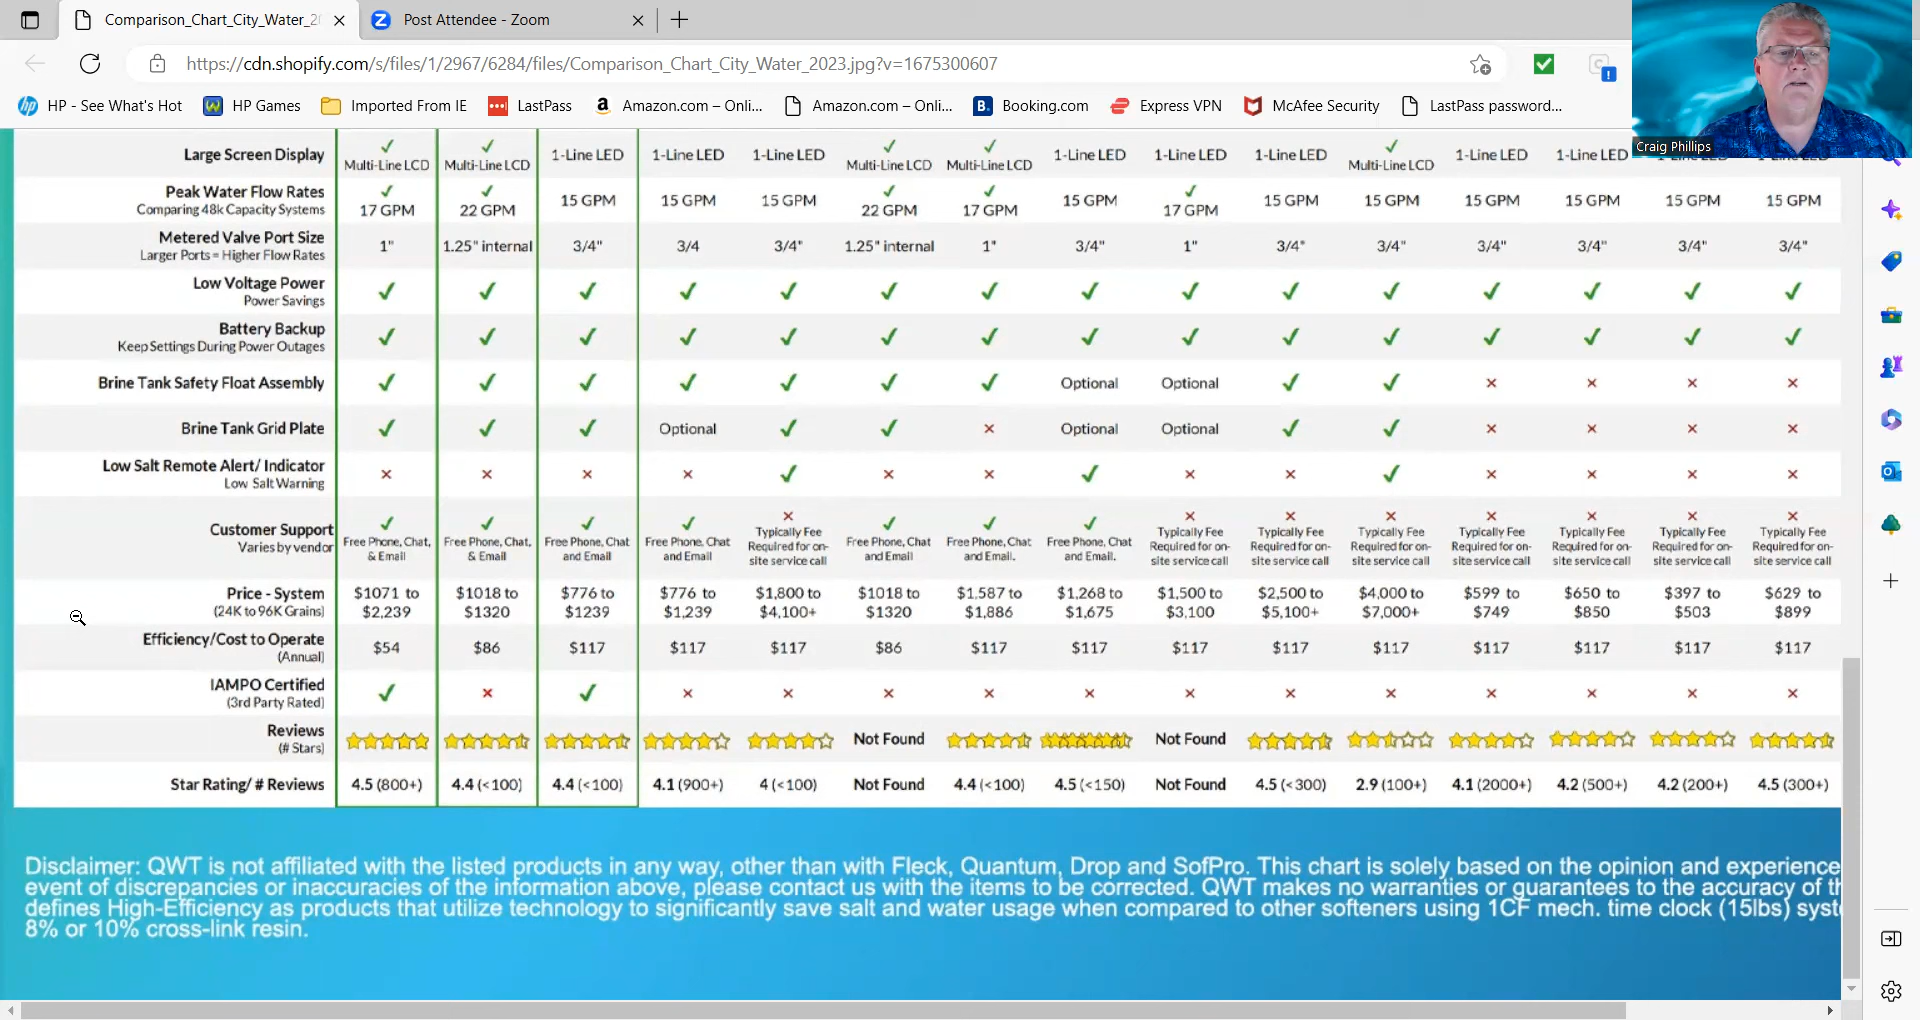 Comparison_Chart_City_Water_20
Post Attendee - Zoom
https://cdn.shopify.com/s/files/1/2967/6284/files/Comparison_Chart_City_Water_2023.jpg?v=1675300607
HP - See What's Hot HP Games Imported From IE LastPass Amazon.com – Onli... Amazon.com – Onli... Booking.com Express VPN McAfee Security LastPass password...
Craig Phillips
Large Screen Display Multi-Line LCD Multi-Line LCD 1-Line LED 1-Line LED 1-Line LED Multi-Line LCD Multi-Line LCD 1-Line LED 1-Line LED 1-Line LED Multi-Line LCD 1-Line LED 1-Line LED 1-Line LED 1-Line LED
Peak Water Flow Rates
Comparing 48k Capacity Systems 17 GPM 22 GPM 15 GPM 15 GPM 15 GPM 22 GPM 17 GPM 15 GPM 17 GPM 15 GPM 15 GPM 15 GPM 15 GPM 15 GPM 15 GPM
Metered Valve Port Size
Larger Ports = Higher Flow Rates 1" 1.25" internal 3/4" 3/4 3/4" 1.25" internal 1" 3/4" 1" 3/4" 3/4" 3/4" 3/4" 3/4" 3/4"
Low Voltage Power
Power Savings
Battery Backup
Keep Settings During Power Outages
Brine Tank Safety Float Assembly Optional Optional
Brine Tank Grid Plate Optional Optional Optional
Low Salt Remote Alert/ Indicator
Low Salt Warning
Customer Support
Varies by vendor
Free Phone, Chat, & Email Free Phone, Chat, & Email Free Phone, Chat and Email Free Phone, Chat and Email Typically Fee Required for on-site service call Free Phone, Chat and Email Free Phone, Chat and Email. Free Phone, Chat and Email. Typically Fee Required for on-site service call Typically Fee Required for on-site service call Typically Fee Required for on-site service call Typically Fee Required for on-site service call Typically Fee Required for on-site service call Typically Fee Required for on-site service call Typically Fee Required for on-site service call
Price - System $1071 to $1018 to $776 to $776 to $1,800 to $1018 to $1,587 to $1,268 to $1,500 to $2,500 to $4,000 to $599 to $650 to $397 to $629 to
(24K to 96K Grains) $2,239 $1320 $1239 $1,239 $4,100+ $1320 $1,886 $1,675 $3,100 $5,100+ $7,000+ $749 $850 $503 $899
Efficiency/Cost to Operate
(Annual) $54 $86 $117 $117 $117 $86 $117 $117 $117 $117 $117 $117 $117 $117 $117
IAMPO Certified
(3rd Party Rated)
Reviews
(# Stars) Not Found Not Found
Star Rating/ # Reviews 4.5 (800+) 4.4 (<100) 4.4 (<100) 4.1 (900+) 4 (<100) Not Found 4.4 (<100) 4.5 (<150) Not Found 4.5 (<300) 2.9 (100+) 4.1 (2000+) 4.2 (500+) 4.2 (200+) 4.5 (300+)
Disclaimer: QWT is not affiliated with the listed products in any way, other than with Fleck, Quantum, Drop and SofPro. This chart is solely based on the opinion and experience
event of discrepancies or inaccuracies of the information above, please contact us with the items to be corrected. QWT makes no warranties or guarantees to the accuracy of th
defines High-Efficiency as products that utilize technology to significantly save salt and water usage when compared to other softeners using 1CF mech. time clock (15lbs) syst
8% or 10% cross-link resin.